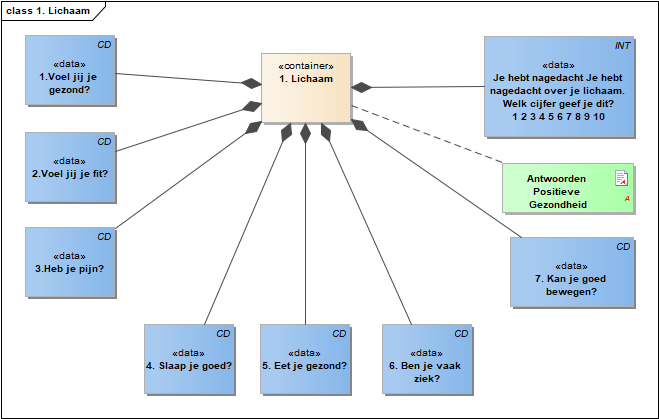 class 1. Lichaam
CD
«data»
1.Voel jij je
gezond?
«container»
1. Lichaam
INT
«data»
Je hebt nagedacht Je hebt
nagedacht over je lichaam.
Welk cijfer geef je dit?
1 2 3 4 5 6 7 8 9 10
CD
«data»
2.Voel jij je fit?
Antwoorden
Positieve
Gezondheid
A
CD
«data»
3.Heb je pijn?
CD
«data»
7. Kan je goed
bewegen?
CD
«data»
4. Slaap je goed?
CD
«data»
5. Eet je gezond?
CD
«data»
6. Ben je vaak
ziek?